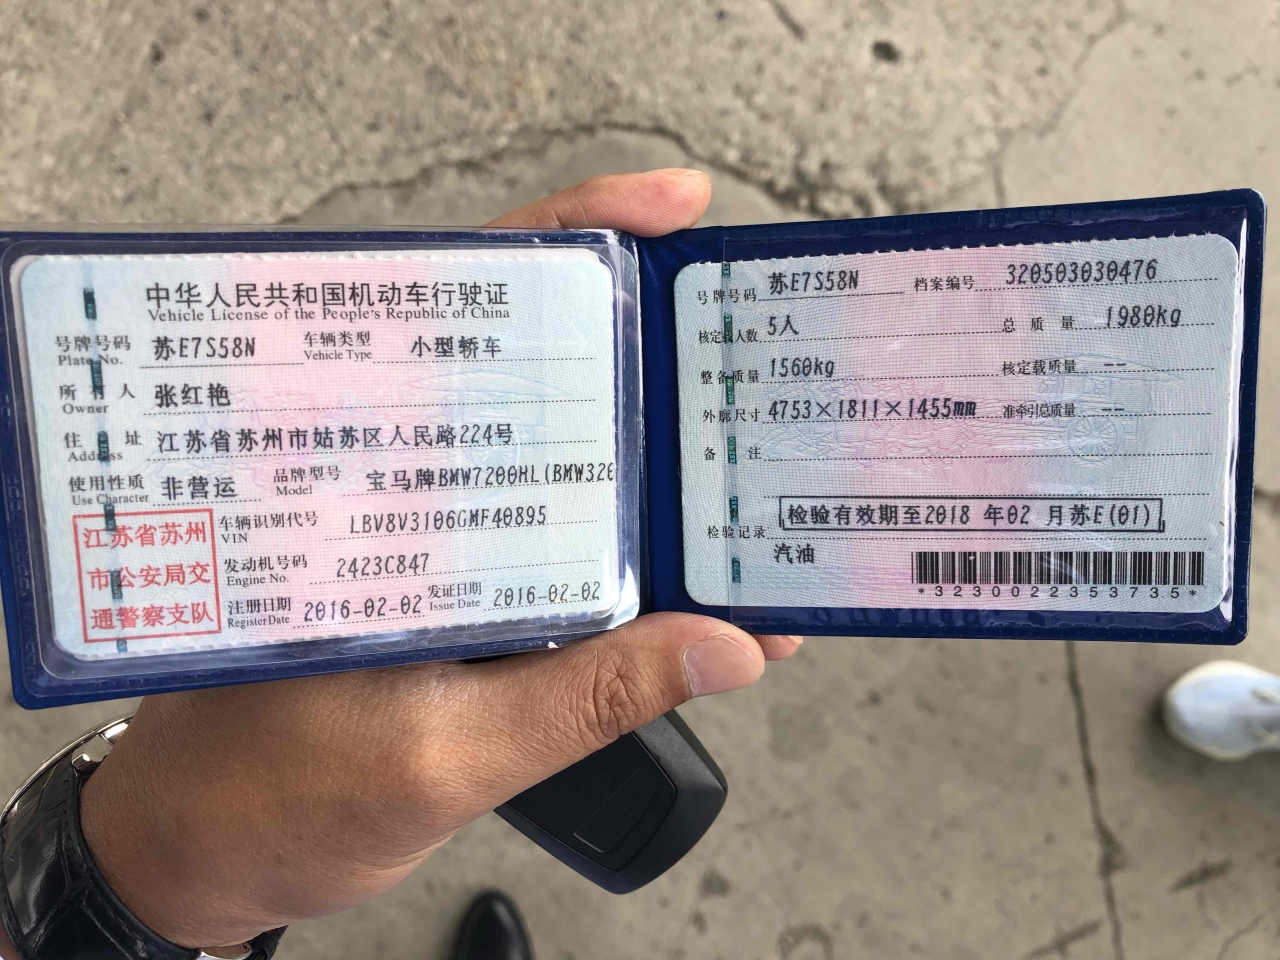 中华人民共和国机动车行驶证
Vehicle License of the People's Republic of China
号牌号码 苏E7S58N 车辆类型 小型轿车
Plate No. Vehicle Type
所有人 张红艳
Owner
住址 江苏省苏州市姑苏区人民路224号
Address
使用性质 非营运 品牌型号 宝马牌BMW7200HL(BMW320
Use Character Model
江苏省苏州
市公安局交
通警察支队
车辆识别代号 LBV8V3106GMF40895
VIN
发动机号码 2423C847
Engine No.
注册日期 2016-02-02 发证日期 2016-02-02
Register Date Issue Date
号牌号码 苏E7S58N 档案编号 320503030476
核定载人数 5人 总质量 1980kg
整备质量 1560kg 核定载质量 --
外廓尺寸 4753×1811×1455mm 准牵引总质量 --
备注
检验记录 检验有效期至2018 年02 月苏E(01)
汽油
*3230022353735*